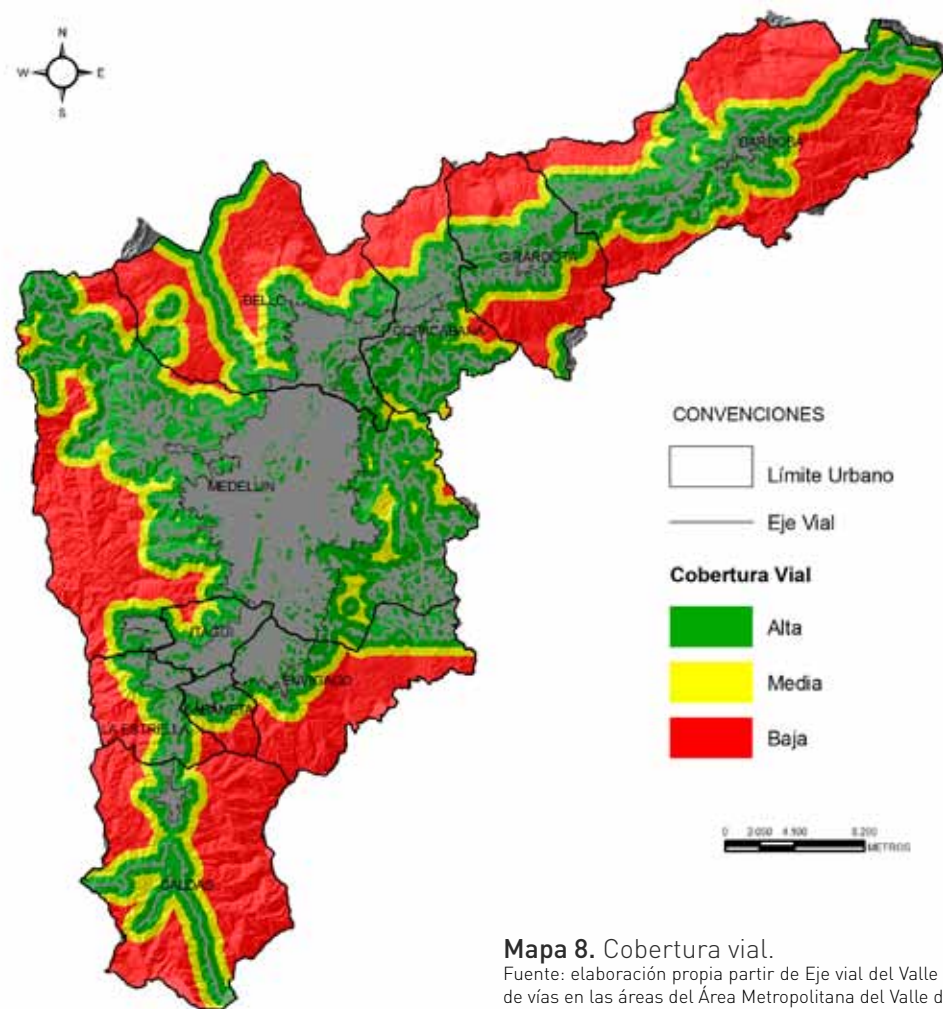 N
W E
S
BARBOSA
GIRARDOTA
BELLO
COPACABANA
MEDELLIN
ITAGUI
ENVIGADO
SABANETA
LA ESTRELLA
CALDAS
CONVENCIONES
Límite Urbano
Eje Vial
Cobertura Vial
Alta
Media
Baja
0 2.050 4.100 8.200
METROS
Mapa 8. Cobertura vial.
Fuente: elaboración propia partir de Eje vial del Valle
de vías en las áreas del Área Metropolitana del Valle d